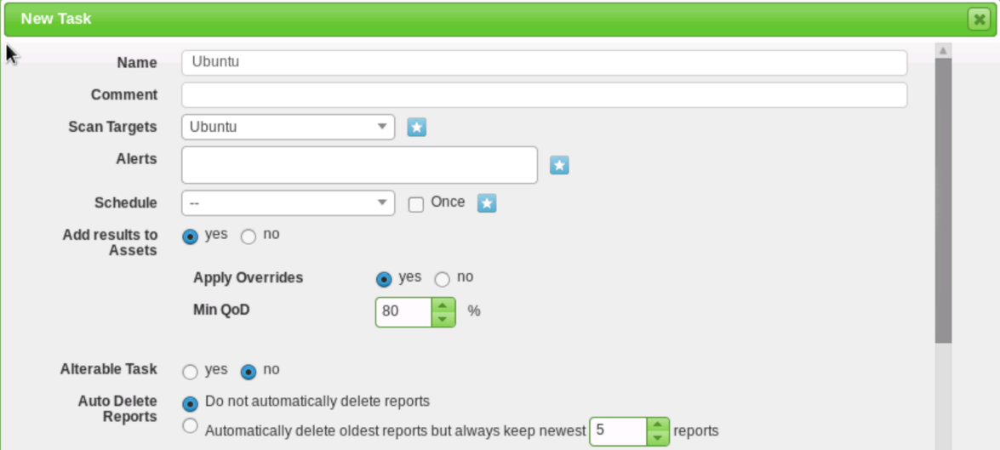 New Task
Name Ubuntu
Comment
Scan Targets Ubuntu
Alerts
Schedule -- Once
Add results to yes no
Assets
Apply Overrides yes no
Min QoD 80 %
Alterable Task yes no
Auto Delete Do not automatically delete reports
Reports
Automatically delete oldest reports but always keep newest 5 reports